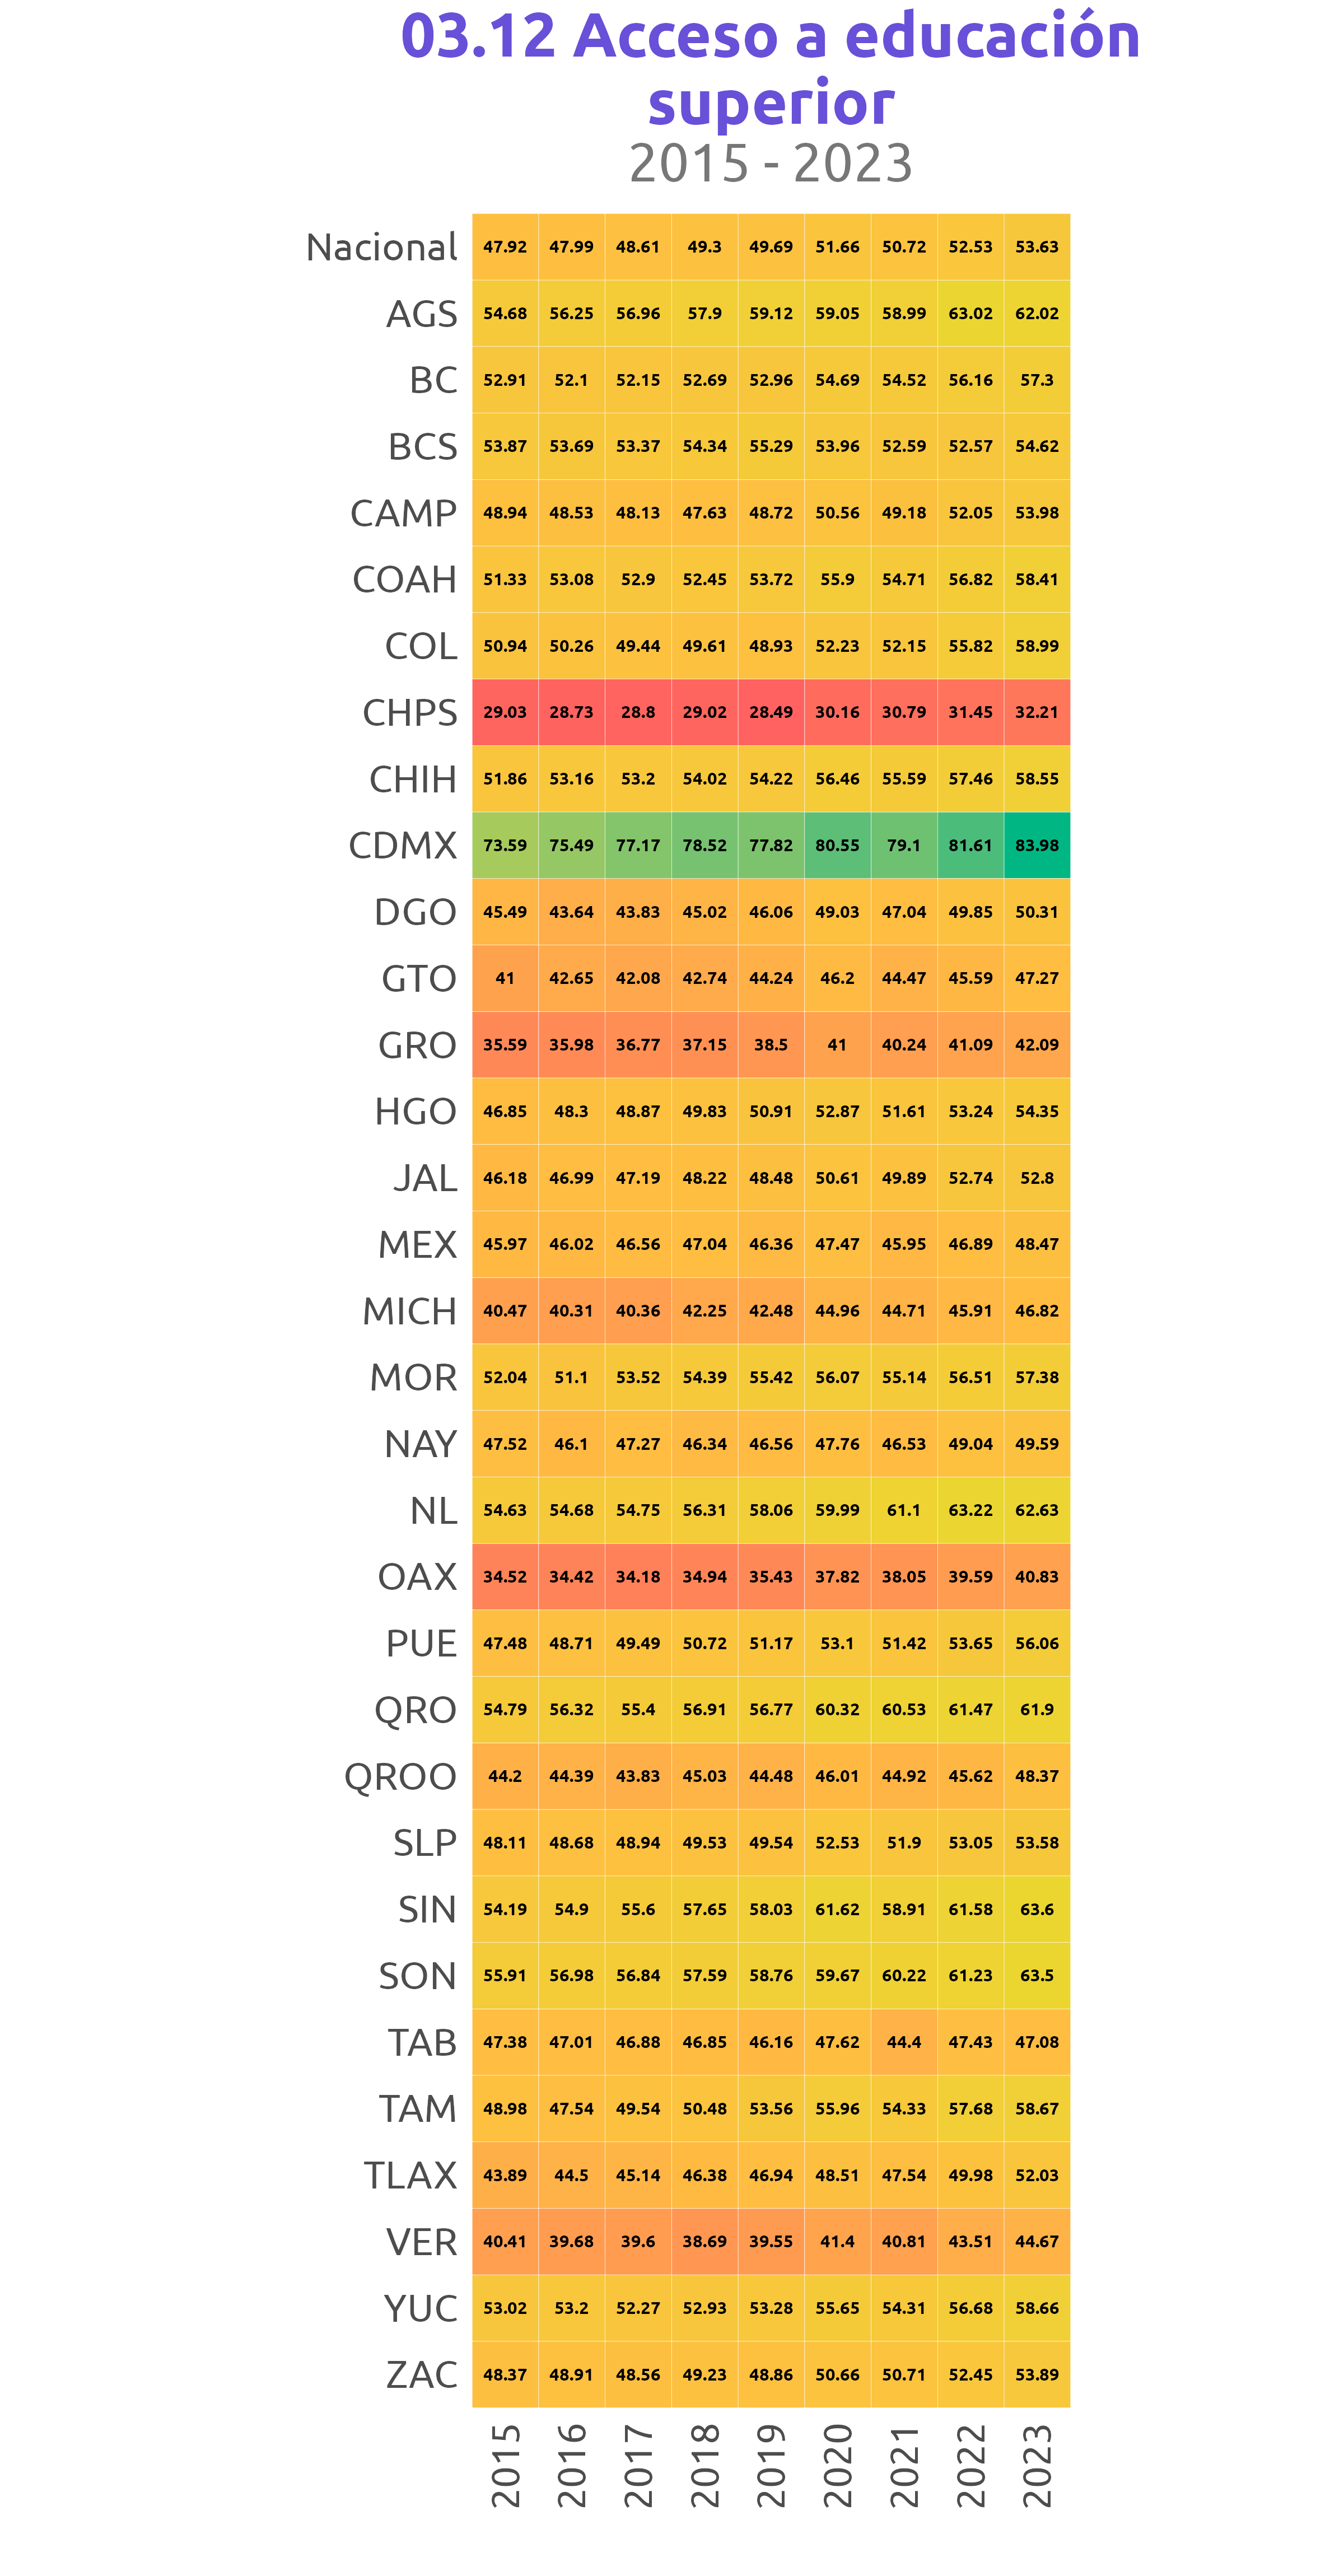 03.12 Acceso a educación
superior
2015 - 2023
Nacional 47.92 47.99 48.61 49.3 49.69 51.66 50.72 52.53 53.63
AGS 54.68 56.25 56.96 57.9 59.12 59.05 58.99 63.02 62.02
BC 52.91 52.1 52.15 52.69 52.96 54.69 54.52 56.16 57.3
BCS 53.87 53.69 53.37 54.34 55.29 53.96 52.59 52.57 54.62
CAMP 48.94 48.53 48.13 47.63 48.72 50.56 49.18 52.05 53.98
COAH 51.33 53.08 52.9 52.45 53.72 55.9 54.71 56.82 58.41
COL 50.94 50.26 49.44 49.61 48.93 52.23 52.15 55.82 58.99
CHPS 29.03 28.73 28.8 29.02 28.49 30.16 30.79 31.45 32.21
CHIH 51.86 53.16 53.2 54.02 54.22 56.46 55.59 57.46 58.55
CDMX 73.59 75.49 77.17 78.52 77.82 80.55 79.1 81.61 83.98
DGO 45.49 43.64 43.83 45.02 46.06 49.03 47.04 49.85 50.31
GTO 41 42.65 42.08 42.74 44.24 46.2 44.47 45.59 47.27
GRO 35.59 35.98 36.77 37.15 38.5 41 40.24 41.09 42.09
HGO 46.85 48.3 48.87 49.83 50.91 52.87 51.61 53.24 54.35
JAL 46.18 46.99 47.19 48.22 48.48 50.61 49.89 52.74 52.8
MEX 45.97 46.02 46.56 47.04 46.36 47.47 45.95 46.89 48.47
MICH 40.47 40.31 40.36 42.25 42.48 44.96 44.71 45.91 46.82
MOR 52.04 51.1 53.52 54.39 55.42 56.07 55.14 56.51 57.38
NAY 47.52 46.1 47.27 46.34 46.56 47.76 46.53 49.04 49.59
NL 54.63 54.68 54.75 56.31 58.06 59.99 61.1 63.22 62.63
OAX 34.52 34.42 34.18 34.94 35.43 37.82 38.05 39.59 40.83
PUE 47.48 48.71 49.49 50.72 51.17 53.1 51.42 53.65 56.06
QRO 54.79 56.32 55.4 56.91 56.77 60.32 60.53 61.47 61.9
QROO 44.2 44.39 43.83 45.03 44.48 46.01 44.92 45.62 48.37
SLP 48.11 48.68 48.94 49.53 49.54 52.53 51.9 53.05 53.58
SIN 54.19 54.9 55.6 57.65 58.03 61.62 58.91 61.58 63.6
SON 55.91 56.98 56.84 57.59 58.76 59.67 60.22 61.23 63.5
TAB 47.38 47.01 46.88 46.85 46.16 47.62 44.4 47.43 47.08
TAM 48.98 47.54 49.54 50.48 53.56 55.96 54.33 57.68 58.67
TLAX 43.89 44.5 45.14 46.38 46.94 48.51 47.54 49.98 52.03
VER 40.41 39.68 39.6 38.69 39.55 41.4 40.81 43.51 44.67
YUC 53.02 53.2 52.27 52.93 53.28 55.65 54.31 56.68 58.66
ZAC 48.37 48.91 48.56 49.23 48.86 50.66 50.71 52.45 53.89
2015 2016 2017 2018 2019 2020 2021 2022 2023